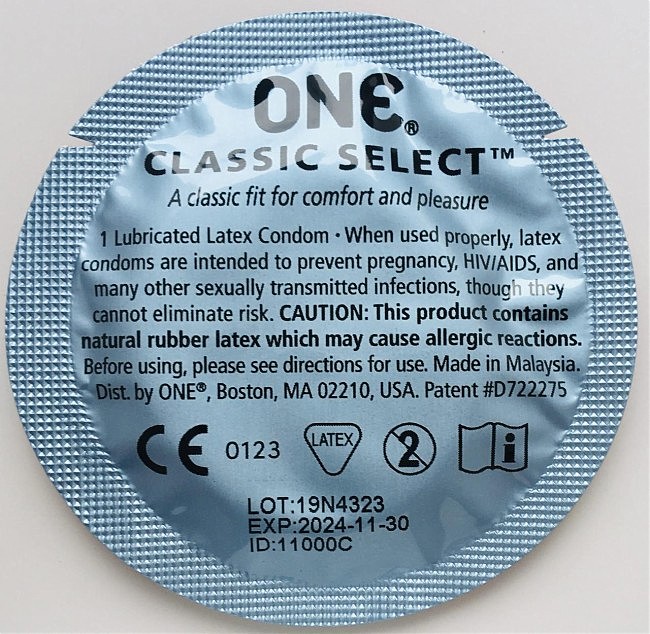 ONE®
CLASSIC SELECT™
A classic fit for comfort and pleasure
1 Lubricated Latex Condom · When used properly, latex
condoms are intended to prevent pregnancy, HIV/AIDS, and
many other sexually transmitted infections, though they
cannot eliminate risk. CAUTION: This product contains
natural rubber latex which may cause allergic reactions.
Before using, please see directions for use. Made in Malaysia.
Dist. by ONE®, Boston, MA 02210, USA. Patent #D722275
CE 0123 LATEX 2 i
LOT:19N4323
EXP:2024-11-30
ID:11000C